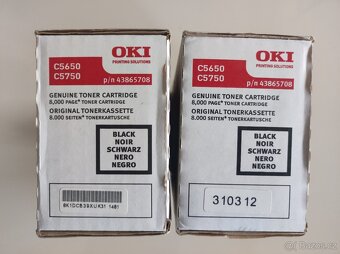 OKI
PRINTING SOLUTIONS
C5650
C5750
p/n 43865708
GENUINE TONER CARTRIDGE
8,000 PAGE* TONER CARTRIDGE
ORIGINAL TONERKASSETTE
8.000 SEITEN* TONERKARTUSCHE
BLACK
NOIR
SCHWARZ
NERO
NEGRO
OKI
PRINTING SOLUTIONS
C5650
C5750
p/n 43865708
GENUINE TONER CARTRIDGE
8,000 PAGE* TONER CARTRIDGE
ORIGINAL TONERKASSETTE
8.000 SEITEN* TONERKARTUSCHE
BLACK
NOIR
SCHWARZ
NERO
NEGRO
310312